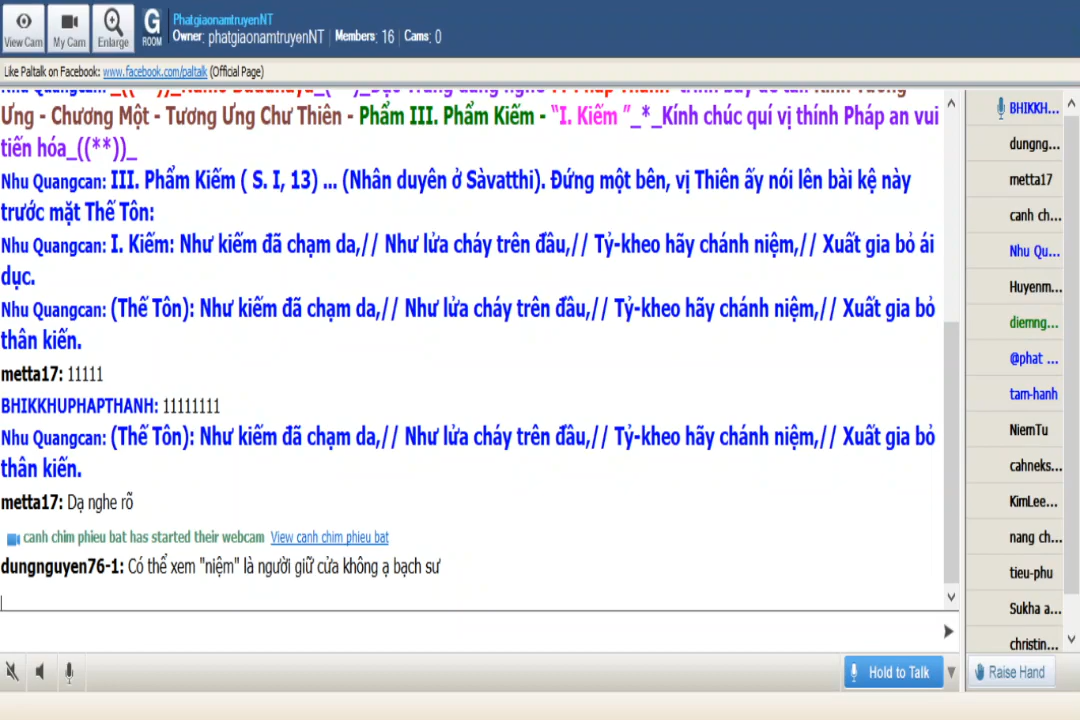 PhatgiaonamtruyenNT
Owner: phatgiaonamtruyenNT Members: 16 Cams: 0
View Cam My Cam Enlarge G ROOM
Like Paltalk on Facebook: www.facebook.com/paltalk (Official Page)
Ưng - Chương Một - Tương Ưng Chư Thiên - Phẩm III. Phẩm Kiếm - “I. Kiếm ”_*_Kính chúc quí vị thính Pháp an vui
tiến hóa_((**))_
Nhu Quangcan: III. Phẩm Kiếm ( S. I, 13) ... (Nhân duyên ở Sàvatthi). Đứng một bên, vị Thiên ấy nói lên bài kệ này
trước mặt Thế Tôn:
Nhu Quangcan: I. Kiếm: Như kiếm đã chạm da,// Như lửa cháy trên đầu,// Tỷ-kheo hãy chánh niệm,// Xuất gia bỏ ái
dục.
Nhu Quangcan: (Thế Tôn): Như kiếm đã chạm da,// Như lửa cháy trên đầu,// Tỷ-kheo hãy chánh niệm,// Xuất gia bỏ
thân kiến.
metta17: 11111
BHIKKHUPHAPTHANH: 11111111
Nhu Quangcan: (Thế Tôn): Như kiếm đã chạm da,// Như lửa cháy trên đầu,// Tỷ-kheo hãy chánh niệm,// Xuất gia bỏ
thân kiến.
metta17: Dạ nghe rõ
canh chim phieu bat has started their webcam View canh chim phieu bat
dungnguyen76-1: Có thể xem "niệm" là người giữ cửa không ạ bạch sư
Hold to Talk
BHIKKH...
dungng...
metta17
canh ch...
Nhu Qu...
Huyenm...
diemng...
@phat ...
tam-hanh
NiemTu
cahneks...
KimLee...
nang ch...
tieu-phu
Sukha a...
christin...
Raise Hand